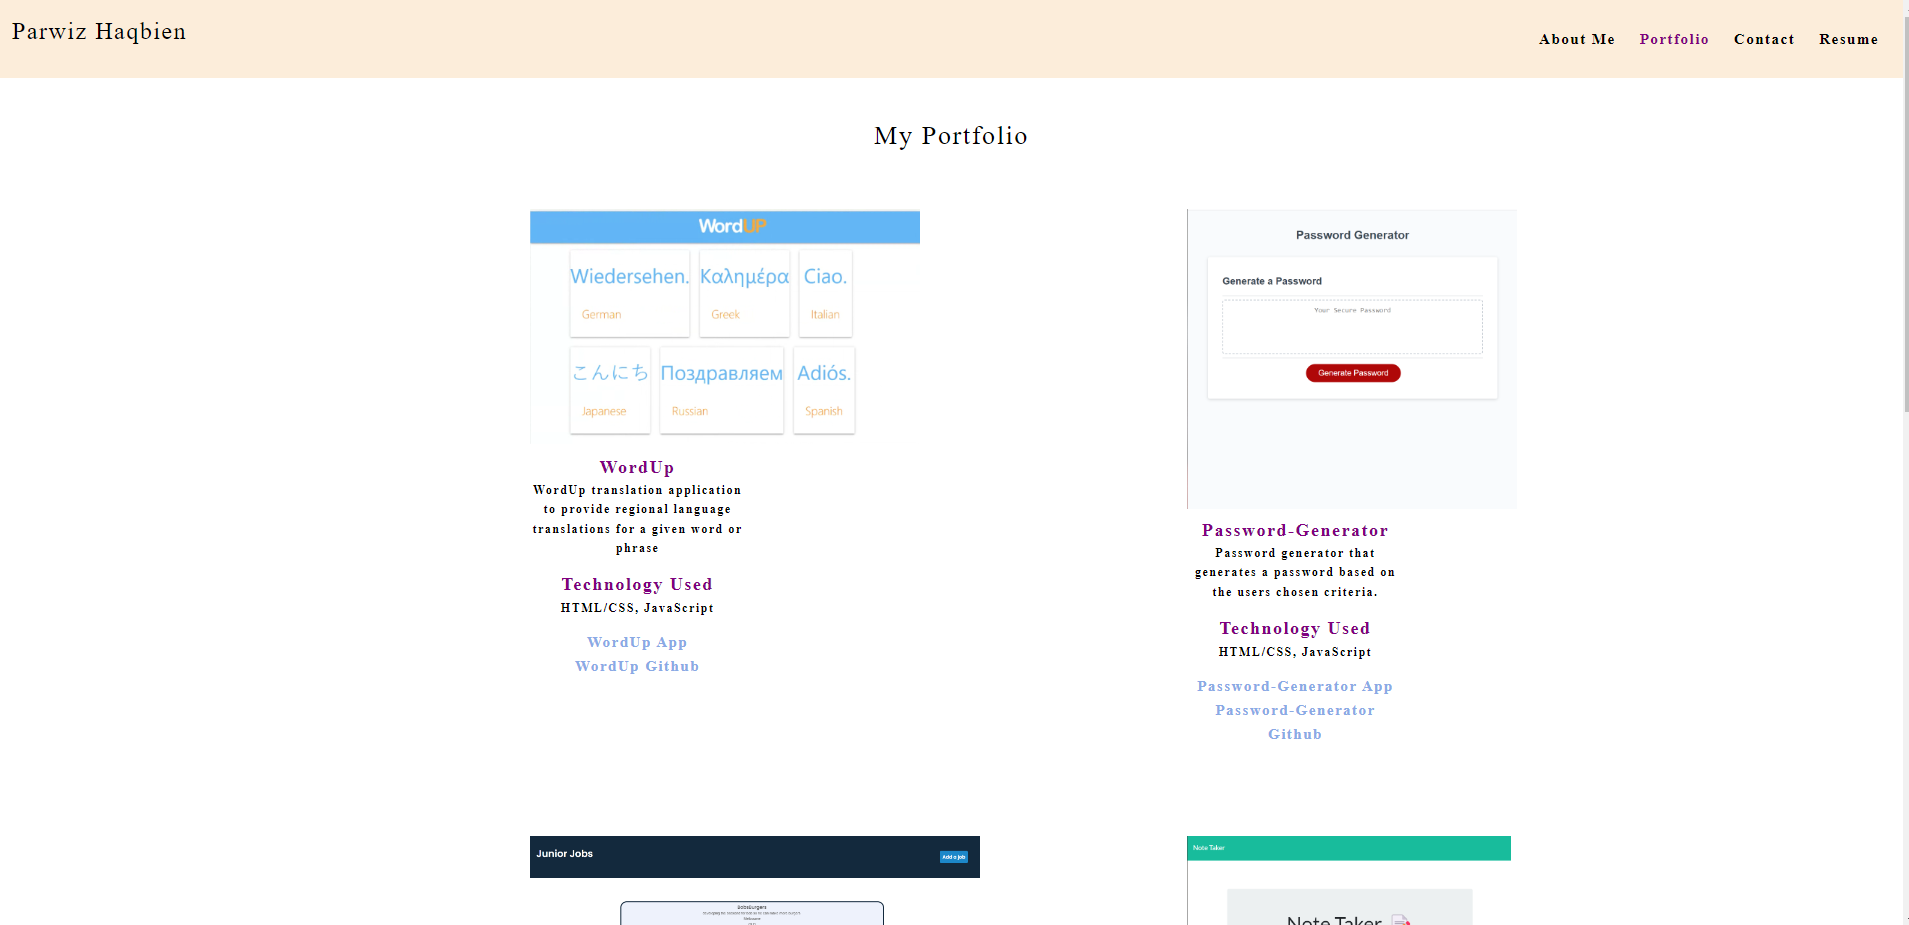 Parwiz Haqbien
About Me Portfolio Contact Resume
My Portfolio
WordUP
Wiedersehen. Καλημέρα Ciao.
German Greek Italian
こんにち Поздравляем Adiós.
Japanese Russian Spanish
WordUp
WordUp translation application
to provide regional language
translations for a given word or
phrase
Technology Used
HTML/CSS, JavaScript
WordUp App
WordUp Github
Password Generator
Generate a Password
Your Secure Password
Generate Password
Password-Generator
Password generator that
generates a password based on
the users chosen criteria.
Technology Used
HTML/CSS, JavaScript
Password-Generator App
Password-Generator
Github
Junior Jobs
Add a job
BobsBurgers
Note Taker
Note Taker